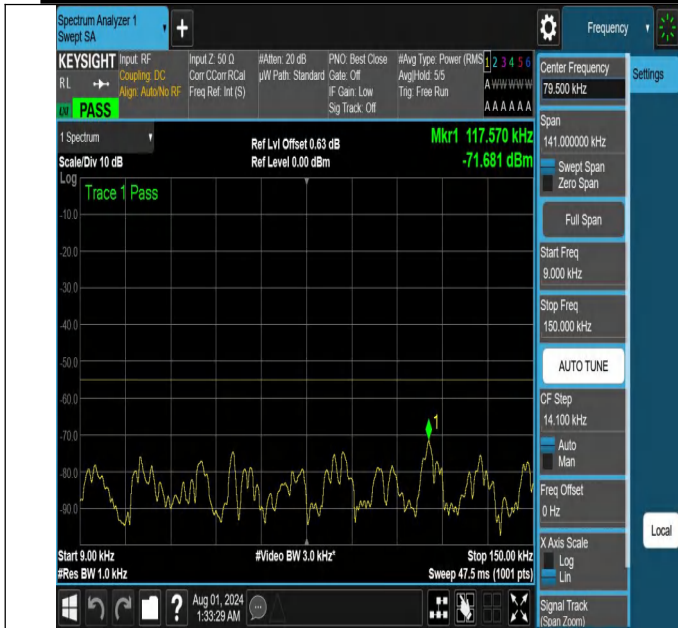 Spectrum Analyzer 1
Swept SA
+
Frequency
KEYSIGHT
RL
LXI
PASS
Input: RF
Coupling: DC
Align: Auto/No RF
Input Z: 50 Ω
Corr CCorr RCal
Freq Ref: Int (S)
#Atten: 20 dB
µW Path: Standard
PNO: Best Close
Gate: Off
IF Gain: Low
Sig Track: Off
#Avg Type: Power (RMS
Avg|Hold: 5/5
Trig: Free Run
1 2 3 4 5 6
A W W W W W
A A A A A A
1 Spectrum
Scale/Div 10 dB
Log
Ref Lvl Offset 0.63 dB
Ref Level 0.00 dBm
Mkr1 117.570 kHz
-71.681 dBm
Trace 1 Pass
-10.0
-20.0
-30.0
-40.0
-50.0
-60.0
-70.0
-80.0
-90.0
1
Start 9.00 kHz
#Res BW 1.0 kHz
#Video BW 3.0 kHz*
Stop 150.00 kHz
Sweep 47.5 ms (1001 pts)
Center Frequency
79.500 kHz
Settings
Span
141.000000 kHz
Swept Span
Zero Span
Full Span
Start Freq
9.000 kHz
Stop Freq
150.000 kHz
AUTO TUNE
CF Step
14.100 kHz
Auto
Man
Freq Offset
0 Hz
X Axis Scale
Log
Lin
Local
Signal Track
(Span Zoom)
?
Aug 01, 2024
1:33:29 AM